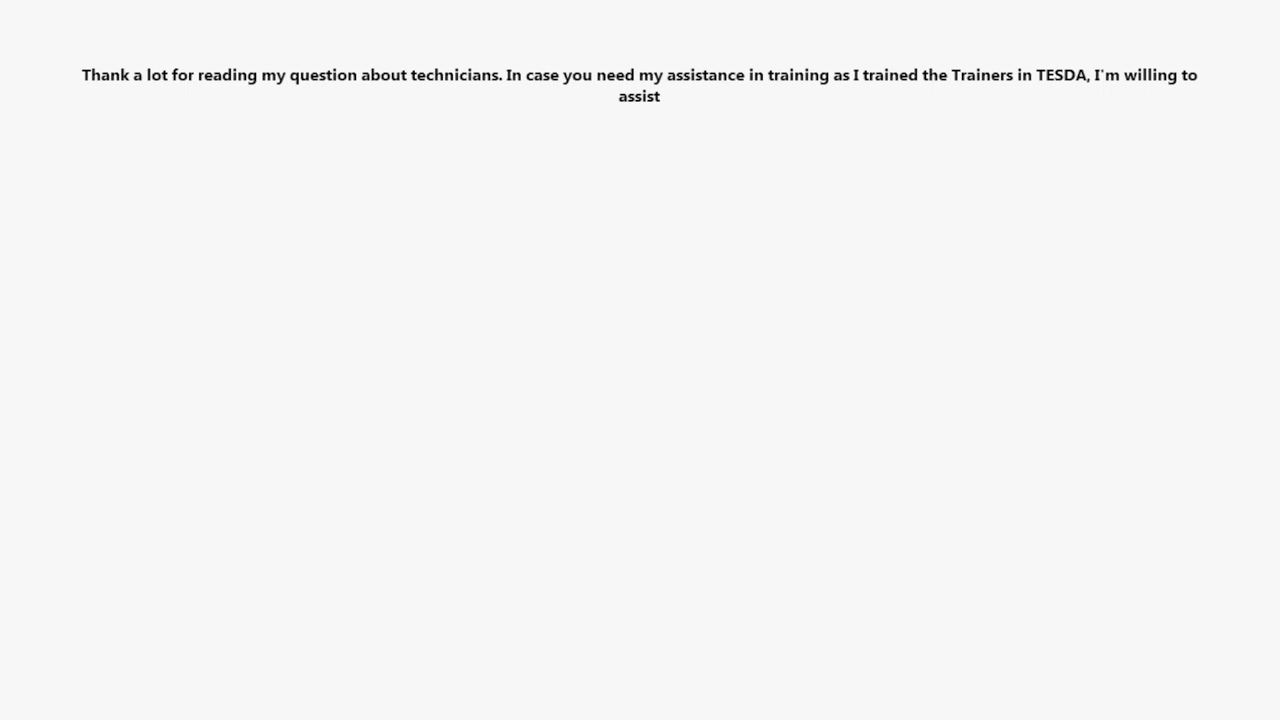 Thank a lot for reading my question about technicians. In case you need my assistance in training as I trained the Trainers in TESDA, I'm willing to
assist